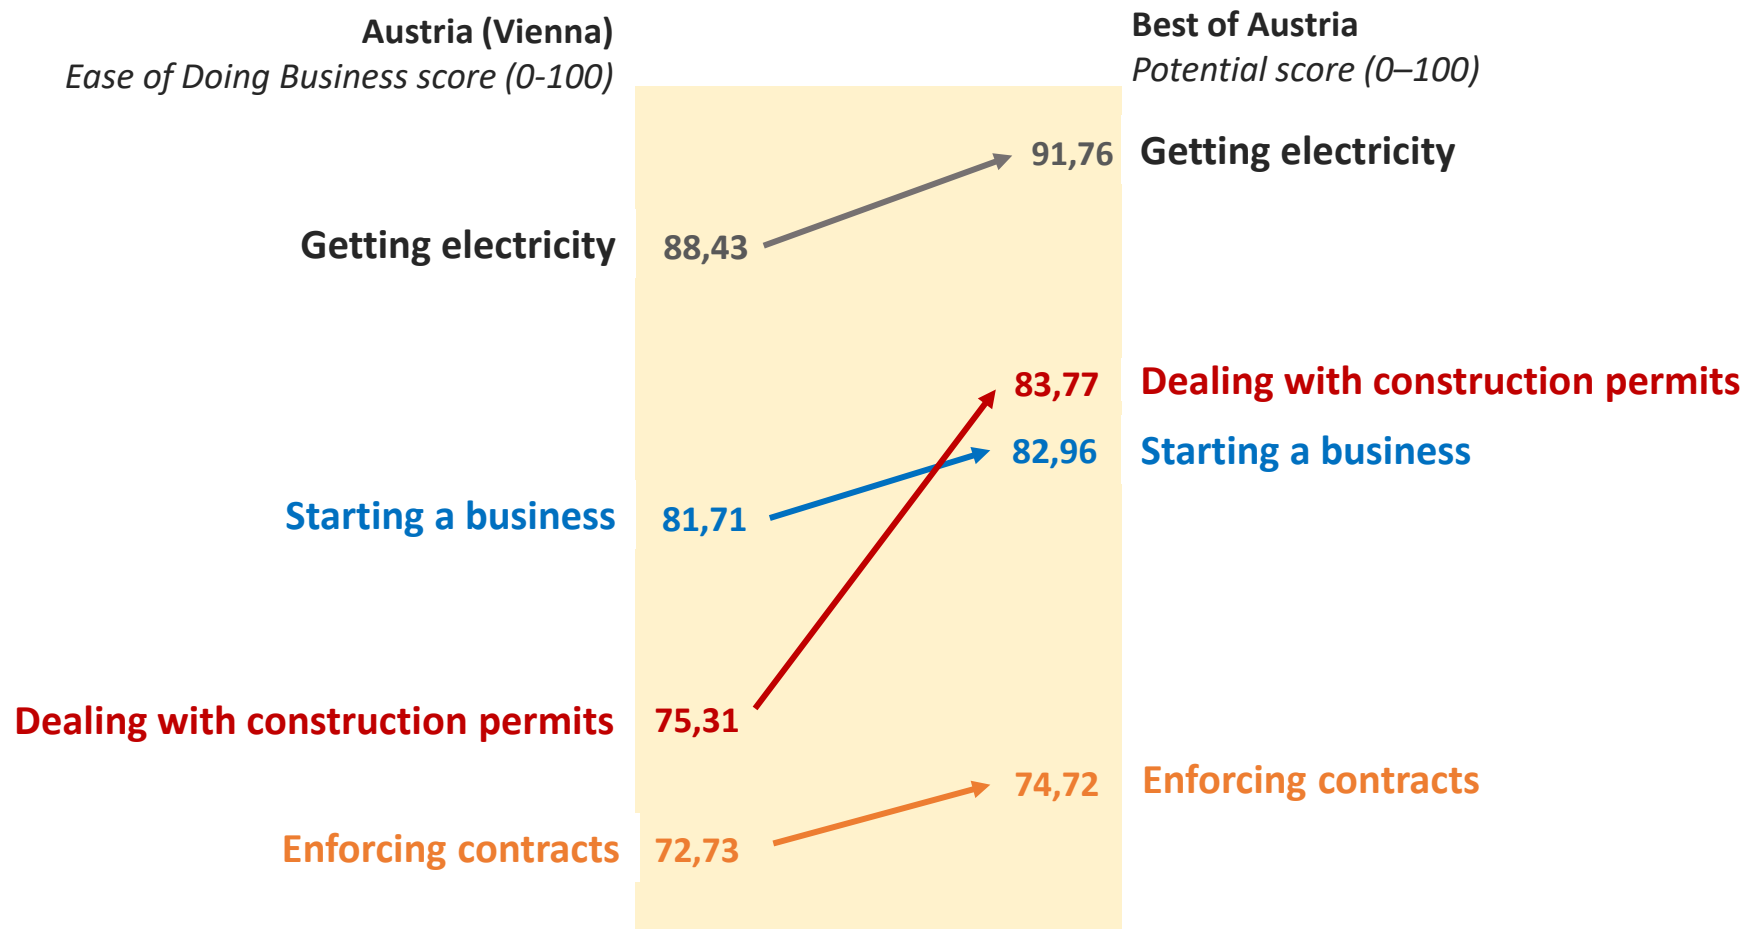 Austria (Vienna)
Ease of Doing Business score (0-100)
Best of Austria
Potential score (0–100)
91,76 Getting electricity
Getting electricity 88,43
83,77 Dealing with construction permits
82,96 Starting a business
Starting a business 81,71
Dealing with construction permits 75,31
74,72 Enforcing contracts
Enforcing contracts 72,73